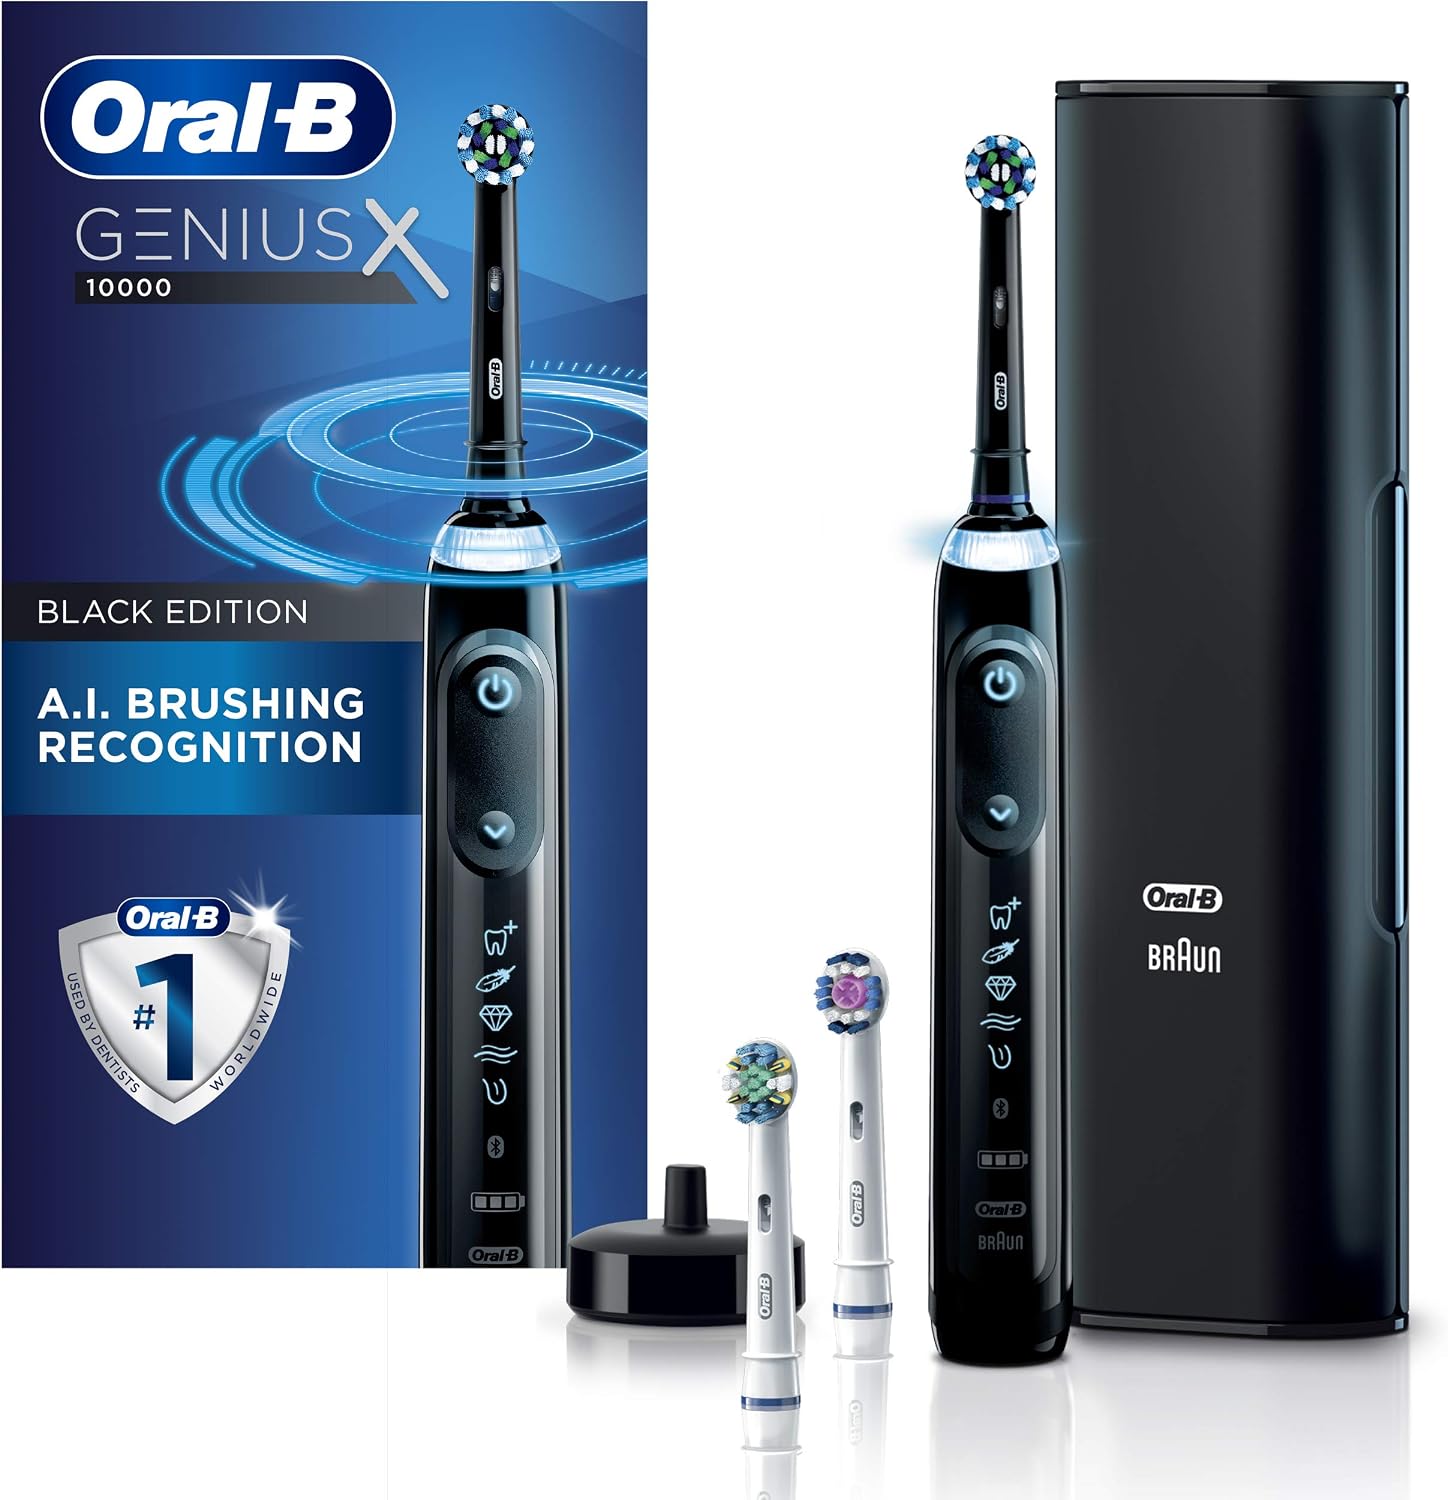 Oral-B
GENIUS X
10000
Oral-B
BLACK EDITION
A.I. BRUSHING
RECOGNITION
Oral-B
#1
USED BY DENTISTS
WORLDWIDE
Oral-B
Oral-B
Oral-B
BRAUN
Oral-B
BRAUN
Oral-B
Oral-B